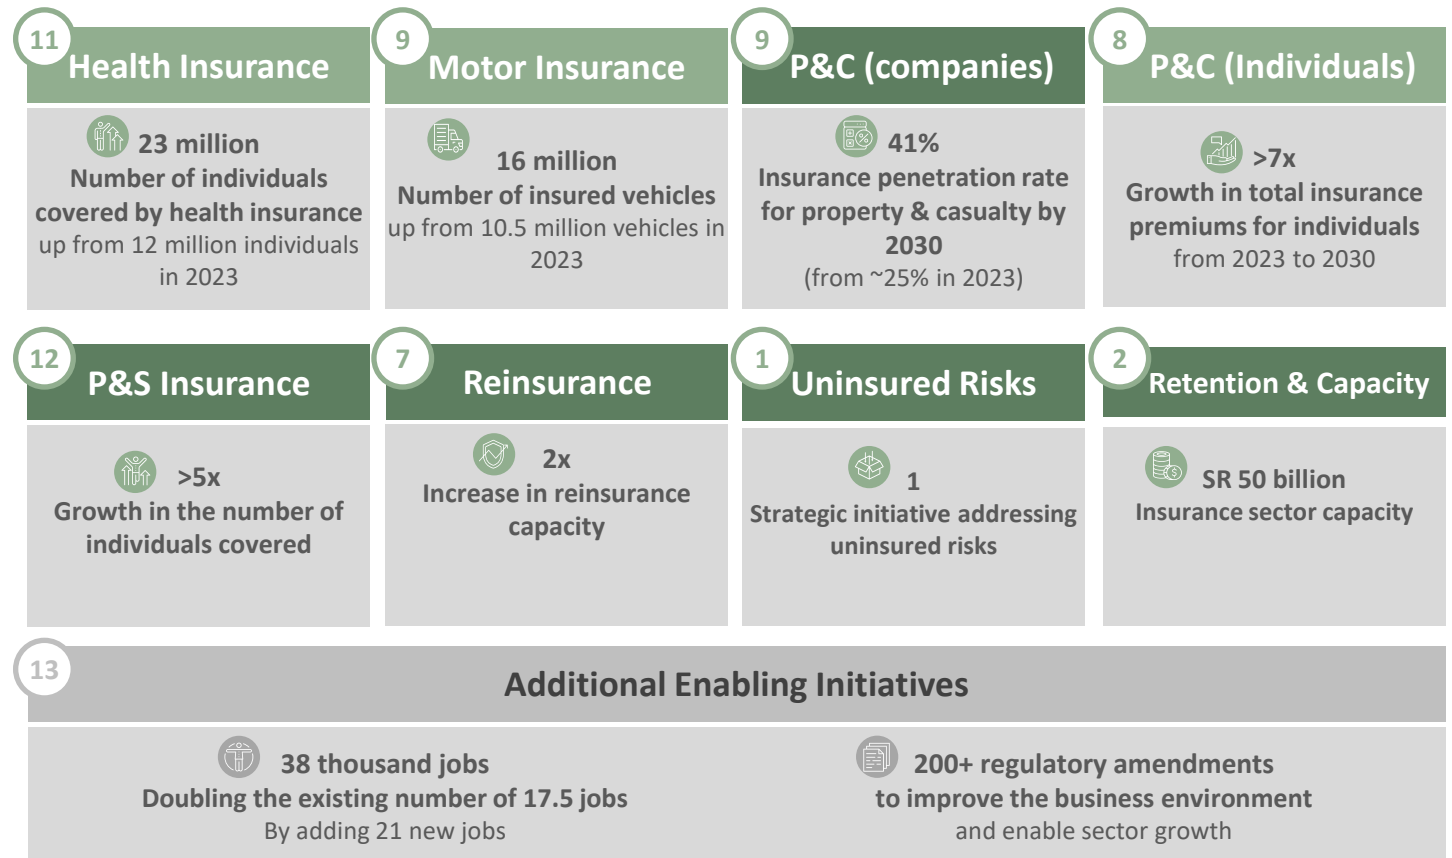 11
Health Insurance
23 million
Number of individuals
covered by health insurance
up from 12 million individuals
in 2023
9
Motor Insurance
16 million
Number of insured vehicles
up from 10.5 million vehicles in
2023
9
P&C (companies)
41%
Insurance penetration rate
for property & casualty by
2030
(from ~25% in 2023)
8
P&C (Individuals)
>7x
Growth in total insurance
premiums for individuals
from 2023 to 2030
12
P&S Insurance
>5x
Growth in the number of
individuals covered
7
Reinsurance
2x
Increase in reinsurance
capacity
1
Uninsured Risks
1
Strategic initiative addressing
uninsured risks
2
Retention & Capacity
SR 50 billion
Insurance sector capacity
13
Additional Enabling Initiatives
38 thousand jobs
Doubling the existing number of 17.5 jobs
By adding 21 new jobs
200+ regulatory amendments
to improve the business environment
and enable sector growth